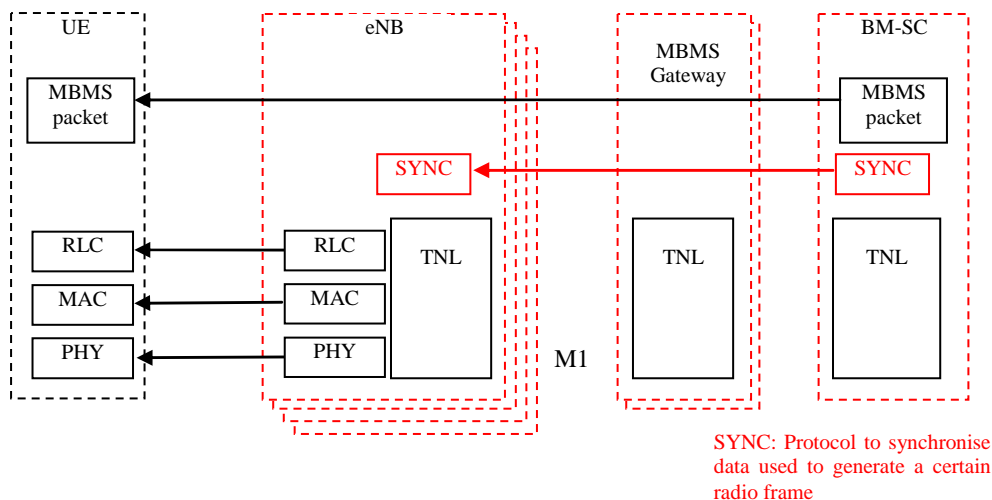 UE
eNB
MBMS
Gateway
BM-SC
MBMS
packet
MBMS
packet
SYNC
SYNC
RLC
RLC
TNL
TNL
TNL
MAC
MAC
PHY
PHY
M1
SYNC: Protocol to synchronise
data used to generate a certain
radio frame